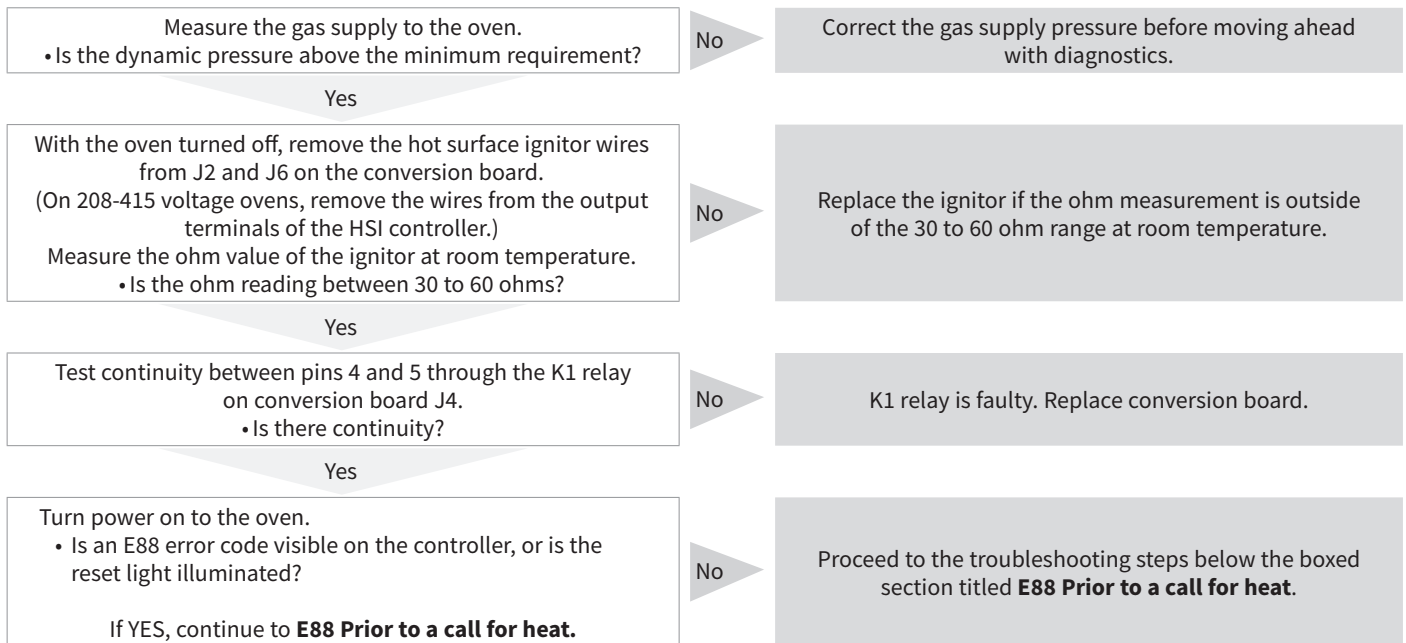 Measure the gas supply to the oven.
• Is the dynamic pressure above the minimum requirement?
No
Correct the gas supply pressure before moving ahead
with diagnostics.
Yes
With the oven turned off, remove the hot surface ignitor wires
from J2 and J6 on the conversion board.
(On 208-415 voltage ovens, remove the wires from the output
terminals of the HSI controller.)
Measure the ohm value of the ignitor at room temperature.
• Is the ohm reading between 30 to 60 ohms?
No
Replace the ignitor if the ohm measurement is outside
of the 30 to 60 ohm range at room temperature.
Yes
Test continuity between pins 4 and 5 through the K1 relay
on conversion board J4.
• Is there continuity?
No
K1 relay is faulty. Replace conversion board.
Yes
Turn power on to the oven.
• Is an E88 error code visible on the controller, or is the
reset light illuminated?
If YES, continue to E88 Prior to a call for heat.
No
Proceed to the troubleshooting steps below the boxed
section titled E88 Prior to a call for heat.